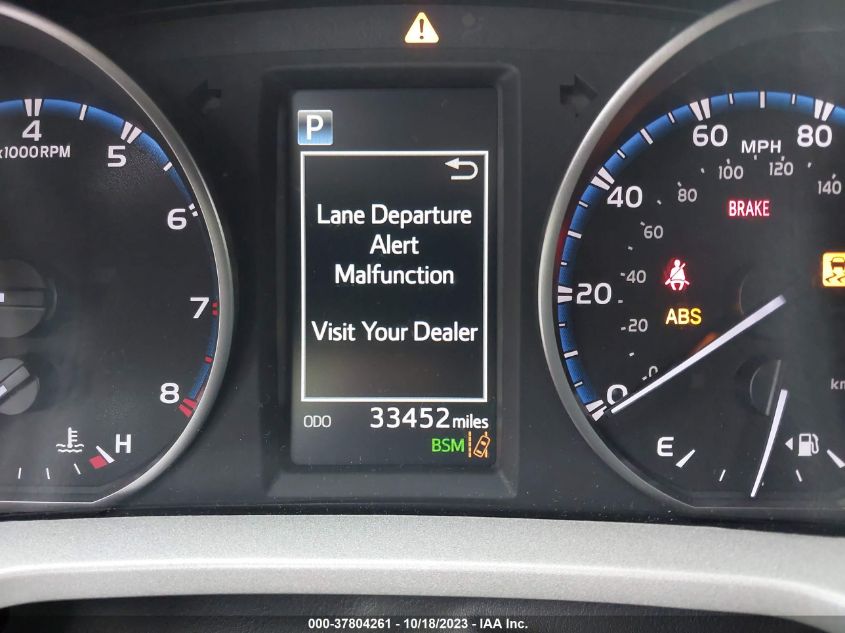 P
Lane Departure
Alert
Malfunction
Visit Your Dealer
ODO 33452 miles
BSM
4
x1000RPM
5
6
7
8
H
60 MPH 80
100 120
80 140
40
BRAKE
60
40
20
ABS
20
0
0
E
000-37804261 - 10/18/2023 - IAA Inc.